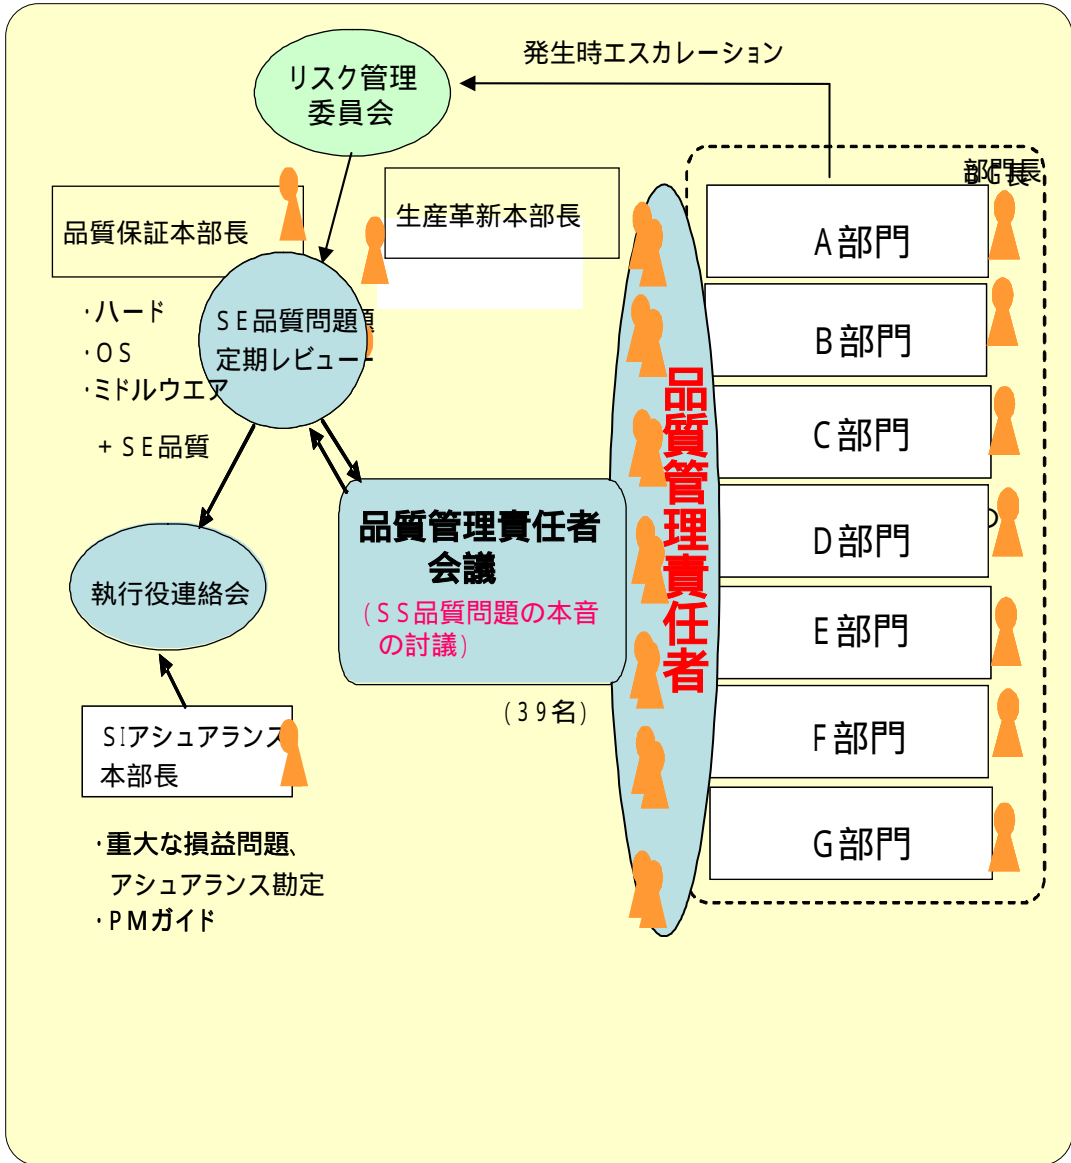 発生時エスカレーション
リスク管理
委員会
部門長
品質保証本部長
生産革新本部長
・ハード
・OS
・ミドルウエア
+SE品質
SE品質問題
定期レビュー
品質管理責任者
会議
(SS品質問題の本音
の討議)
(39名)
執行役連絡会
SIアシュアランス
本部長
・重大な損益問題、
アシュアランス勘定
・PMガイド
品質管理責任者
A部門
B部門
C部門
D部門
E部門
F部門
G部門